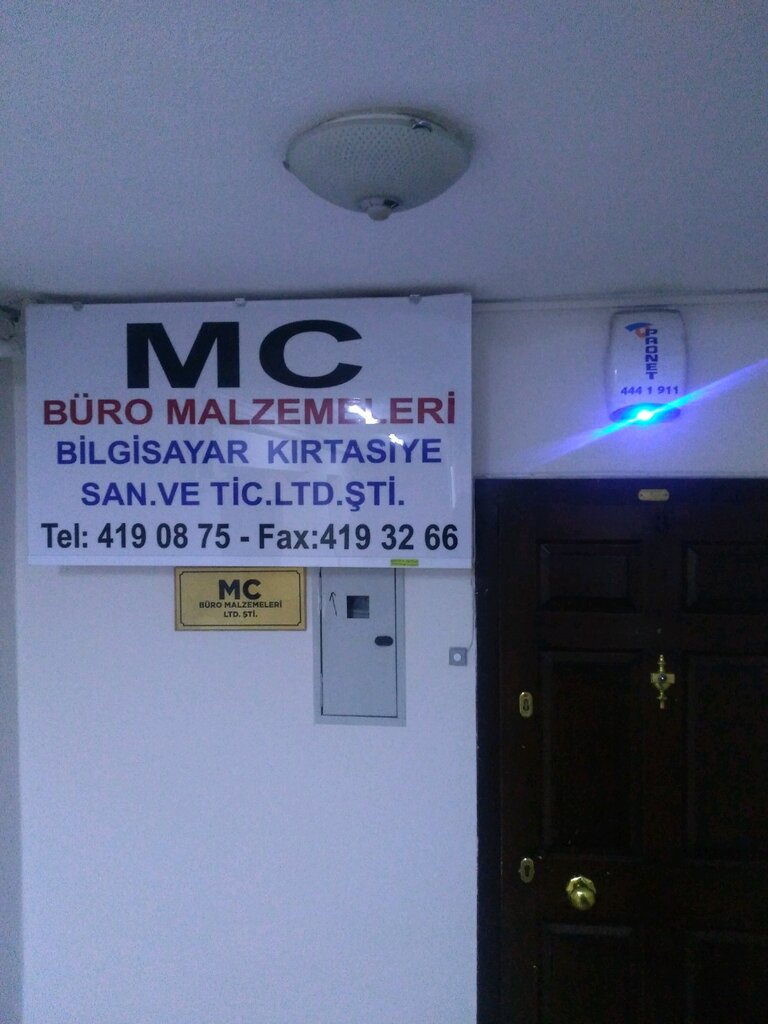 MC
BÜRO MALZEMELERİ
BİLGİSAYAR KIRTASİYE
SAN.VE TİC.LTD.ŞTİ.
Tel: 419 08 75 - Fax:419 32 66
MC
BÜRO MALZEMELERİ
LTD. ŞTİ.
PRONET
444 1 911